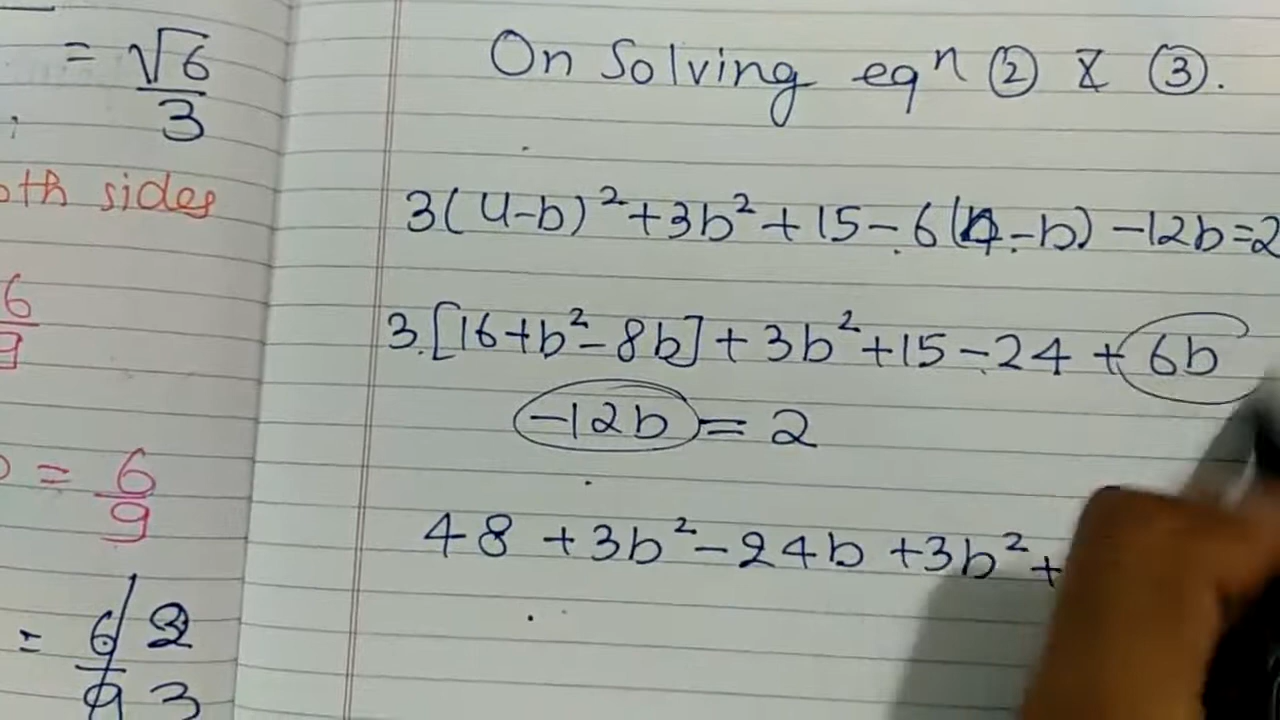 = √6/3
oth sides
6/9
= 6/9
= 6/9 2/3
On Solving eqⁿ ② & ③.
3(4-b)²+3b²+15-6(4-b)-12b=2
3.[16+b²-8b]+3b²+15-24+6b
-12b=2
48+3b²-24b+3b²+